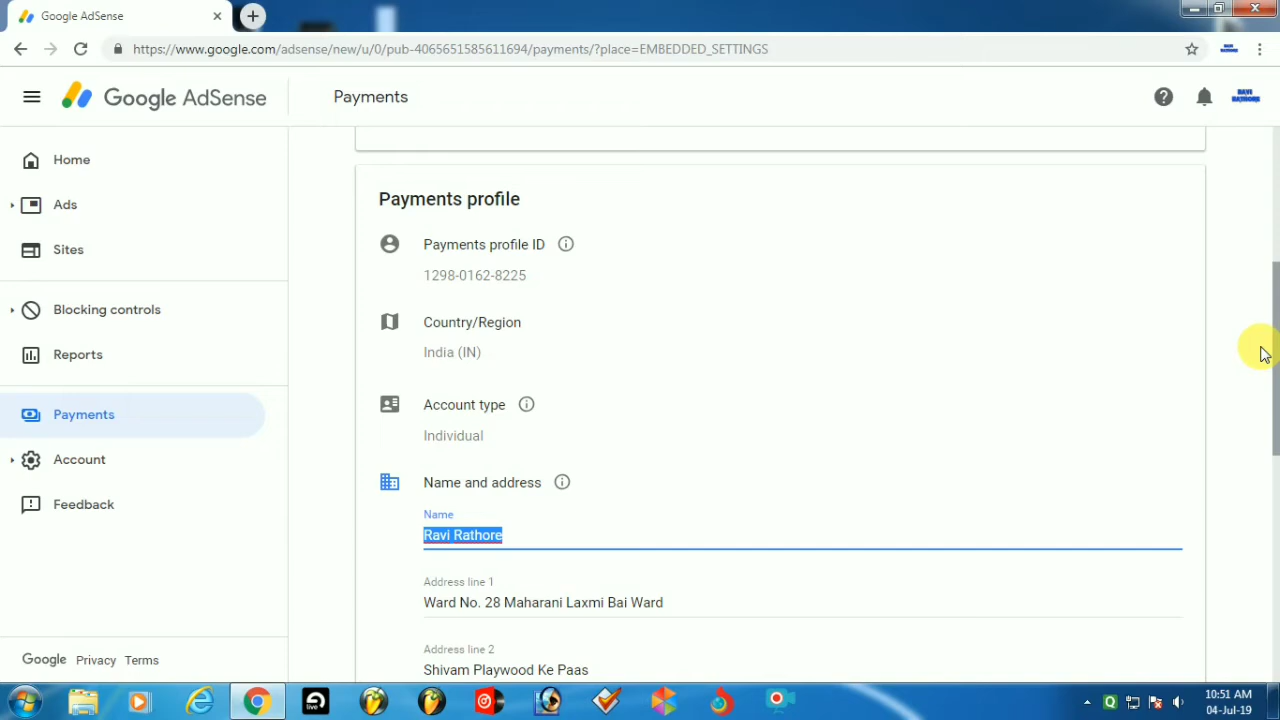 Google AdSense
https://www.google.com/adsense/new/u/0/pub-4065651585611694/payments/?place=EMBEDDED_SETTINGS
Google AdSense
Payments
RAVI
RATHORE
Home
Ads
Sites
Blocking controls
Reports
Payments
Account
Feedback
Google Privacy Terms
Payments profile
Payments profile ID
1298-0162-8225
Country/Region
India (IN)
Account type
Individual
Name and address
Name
Ravi Rathore
Address line 1
Ward No. 28 Maharani Laxmi Bai Ward
Address line 2
Shivam Playwood Ke Paas
live
10:51 AM
04-Jul-19